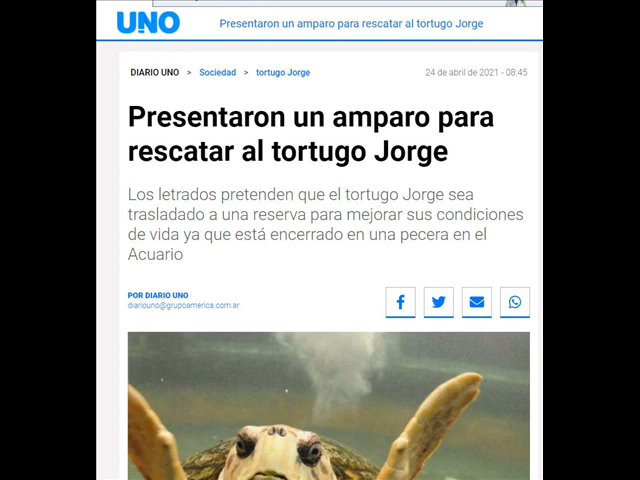 UNO
Presentaron un amparo para rescatar al tortugo Jorge
DIARIO UNO > Sociedad > tortugo Jorge
24 de abril de 2021 - 08:45
Presentaron un amparo para
rescatar al tortugo Jorge
Los letrados pretenden que el tortugo Jorge sea
trasladado a una reserva para mejorar sus condiciones
de vida ya que está encerrado en una pecera en el
Acuario
POR DIARIO UNO
diariouno@grupoamerica.com.ar